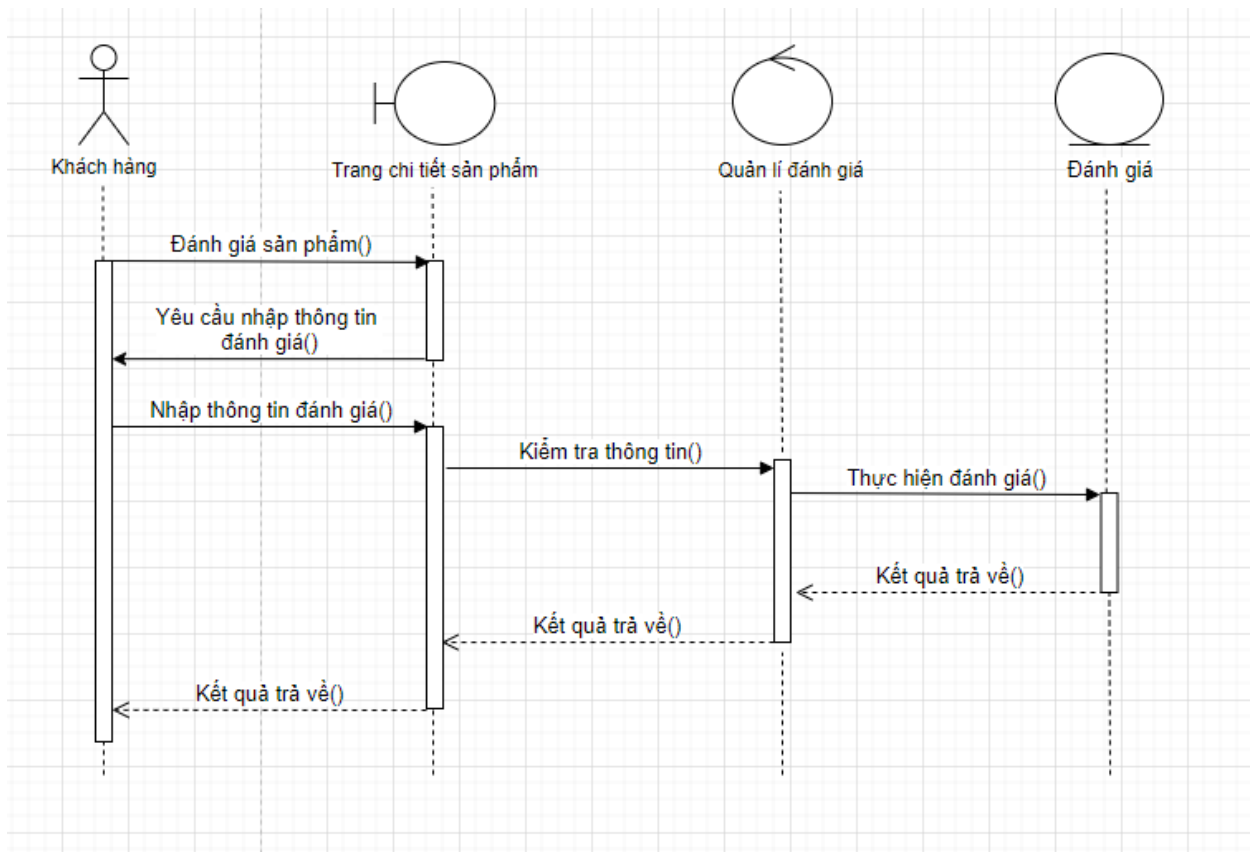 Khách hàng
Trang chi tiết sản phẩm
Quản lí đánh giá
Đánh giá
Đánh giá sản phẩm()
Yêu cầu nhập thông tin
đánh giá()
Nhập thông tin đánh giá()
Kiểm tra thông tin()
Thực hiện đánh giá()
Kết quả trả về()
Kết quả trả về()
Kết quả trả về()